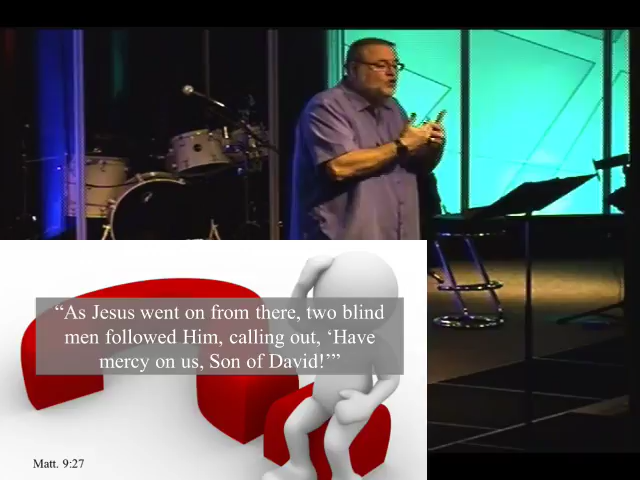 “As Jesus went on from there, two blind
men followed Him, calling out, ‘Have
mercy on us, Son of David!’”
Matt. 9:27